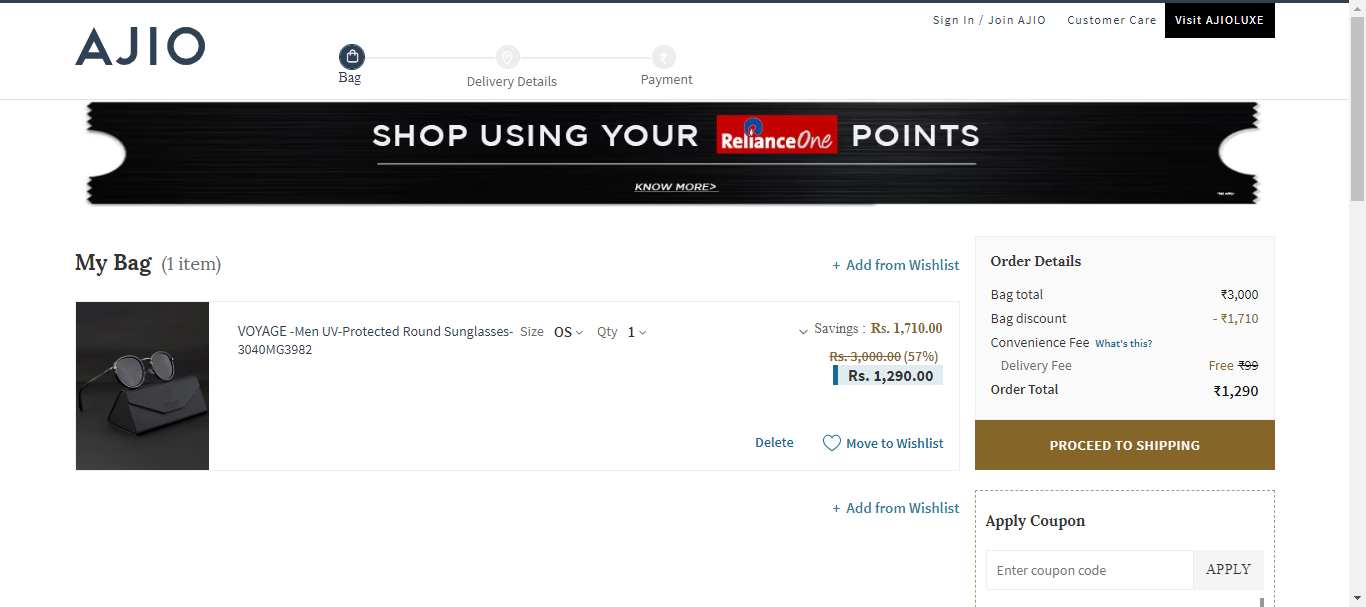 Sign In / Join AJIO Customer Care Visit AJIOLUXE
AJIO
Bag
Delivery Details
Payment
SHOP USING YOUR RelianceOne POINTS
KNOW MORE>
My Bag (1 item)
+ Add from Wishlist
VOYAGE -Men UV-Protected Round Sunglasses-
3040MG3982
Size OS Qty 1
Savings : Rs. 1,710.00
Rs. 3,000.00 (57%)
Rs. 1,290.00
Delete
Move to Wishlist
+ Add from Wishlist
Order Details
Bag total ₹3,000
Bag discount - ₹1,710
Convenience Fee What's this?
Delivery Fee Free ₹99
Order Total ₹1,290
PROCEED TO SHIPPING
Apply Coupon
Enter coupon code APPLY